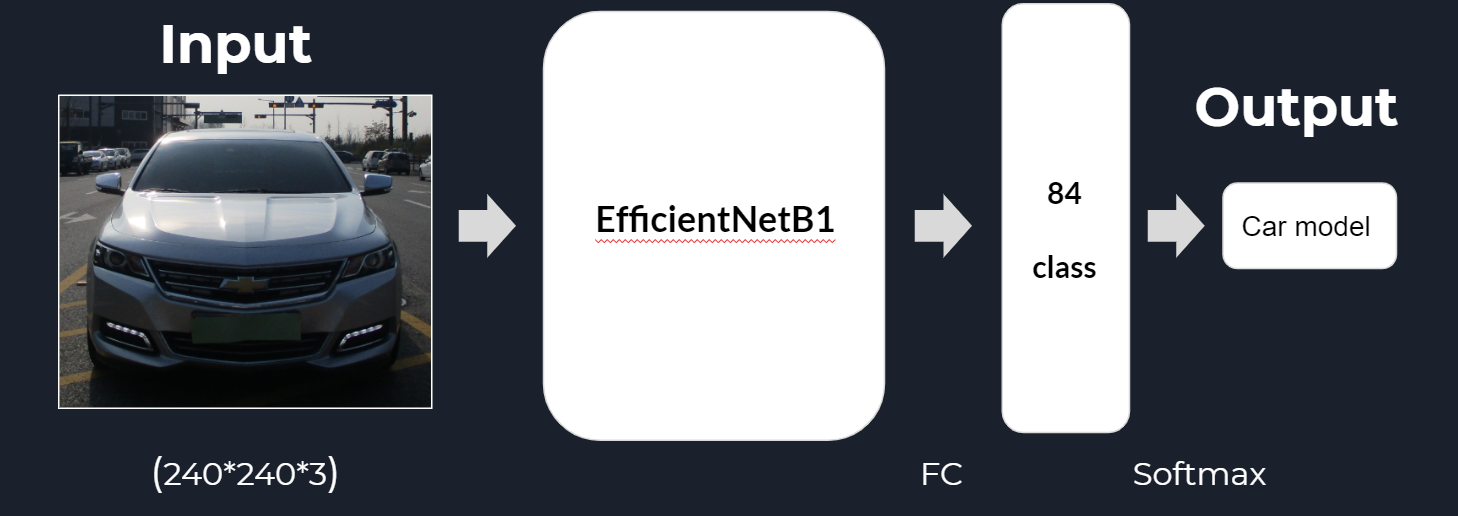 Input
Output
EfficientNetB1
84
class
Car model
(240*240*3)
FC
Softmax